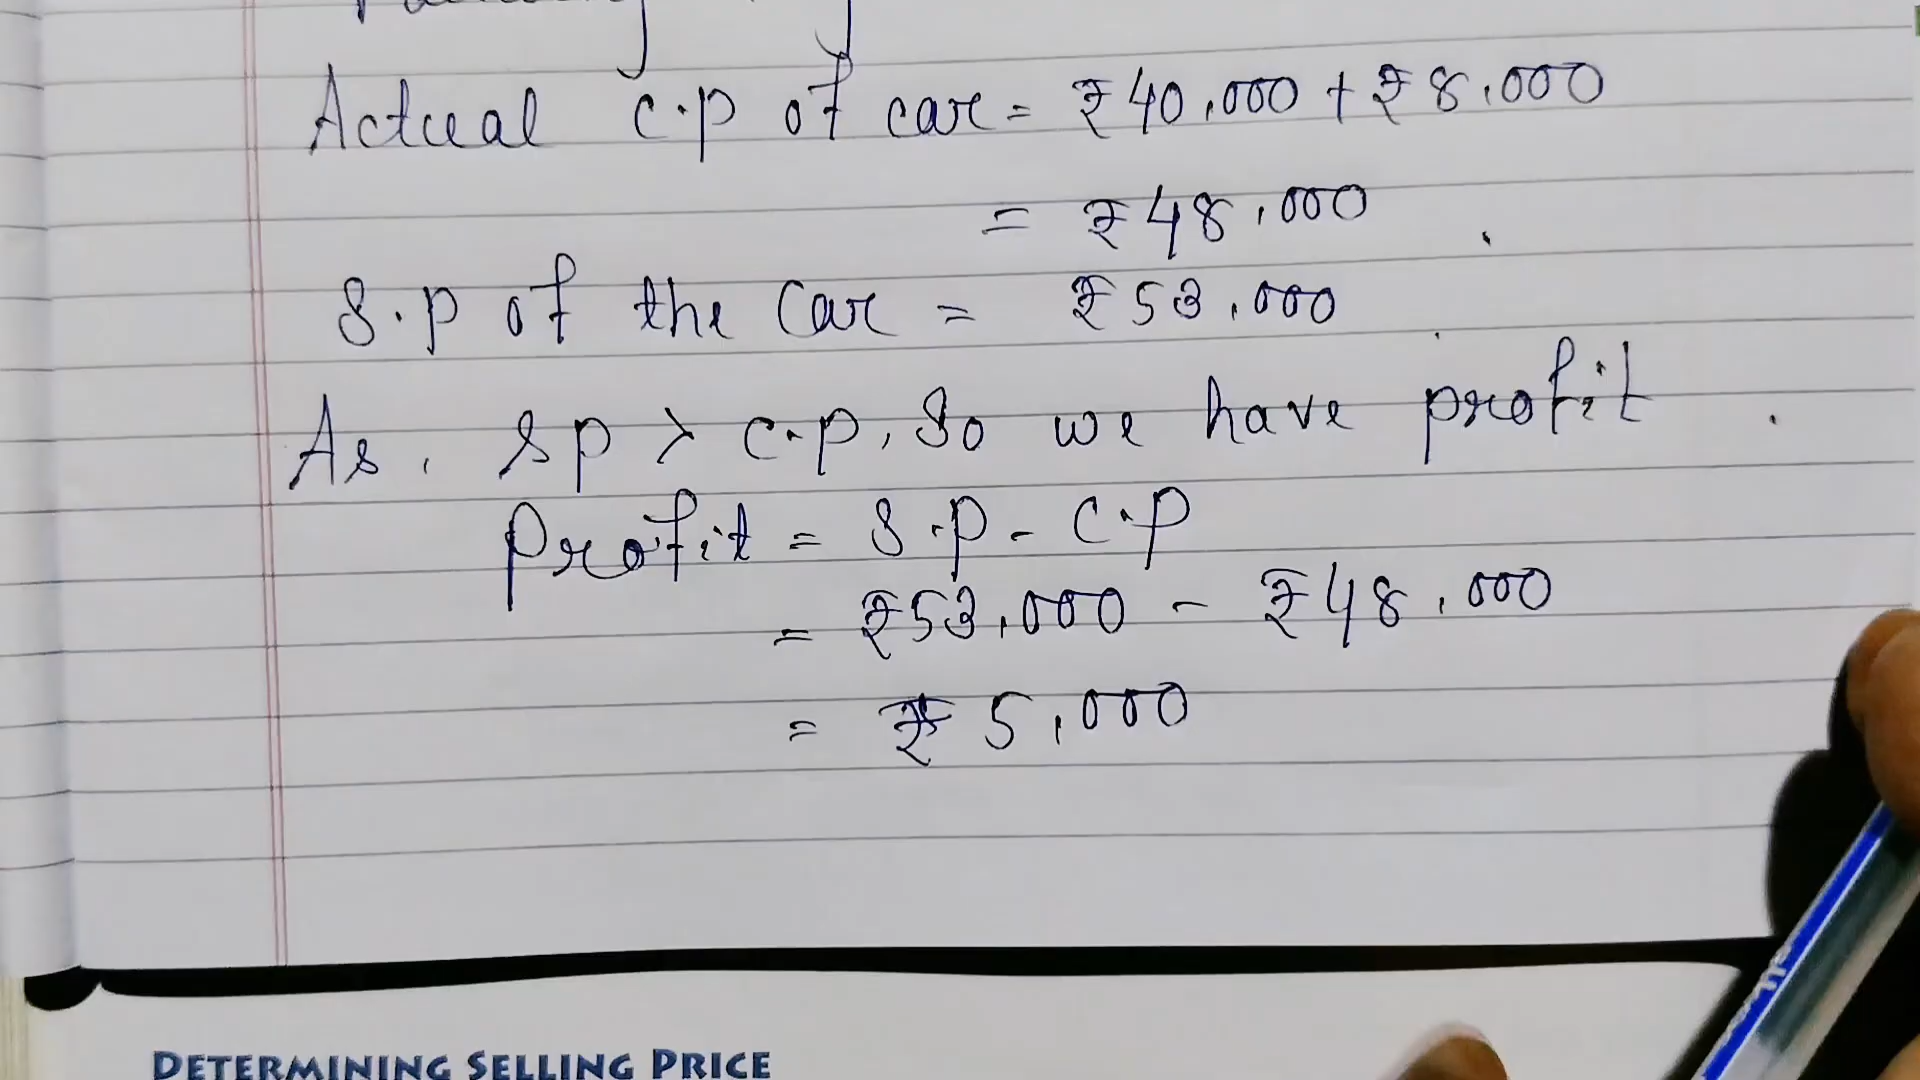 Actual C.P of car = ₹40,000 + ₹8,000
= ₹48,000
S.P of the Car = ₹53,000
As, SP > C.P, So we have profit
Profit = S.P - C.P
= ₹53,000 - ₹48,000
= ₹5,000
DETERMINING SELLING PRICE